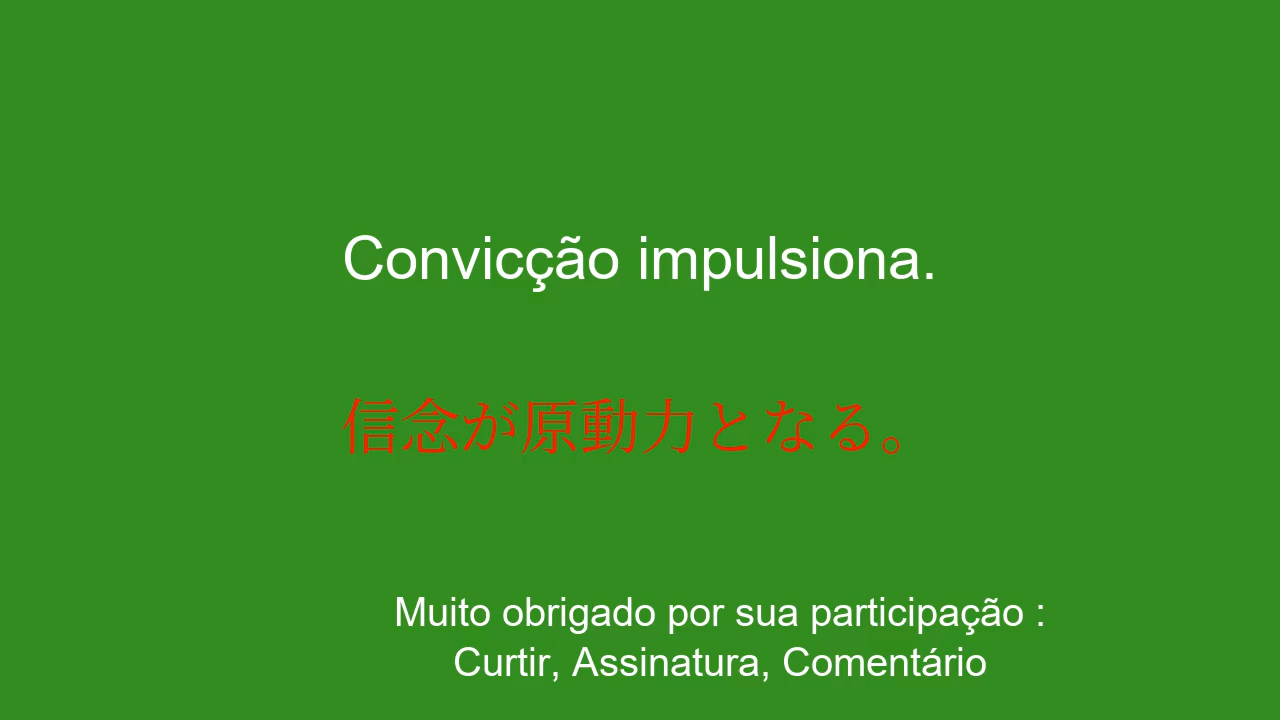 Convicção impulsiona.
信念が原動力となる。
Muito obrigado por sua participação :
Curtir, Assinatura, Comentário